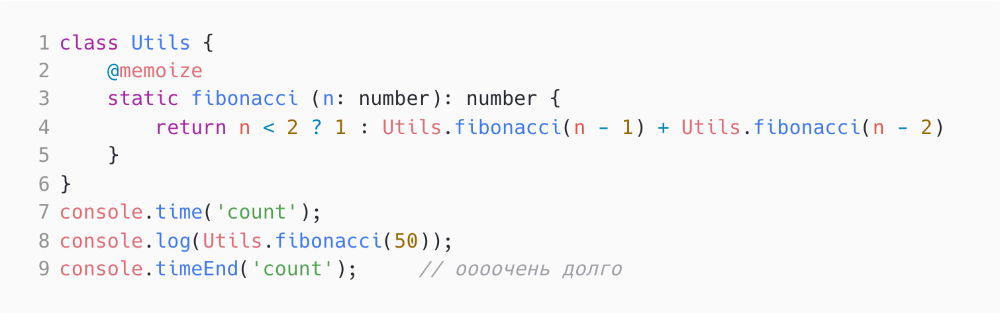 1 class Utils {
2     @memoize
3     static fibonacci (n: number): number {
4         return n < 2 ? 1 : Utils.fibonacci(n - 1) + Utils.fibonacci(n - 2)
5     }
6 }
7 console.time('count');
8 console.log(Utils.fibonacci(50));
9 console.timeEnd('count');     // оооочень долго